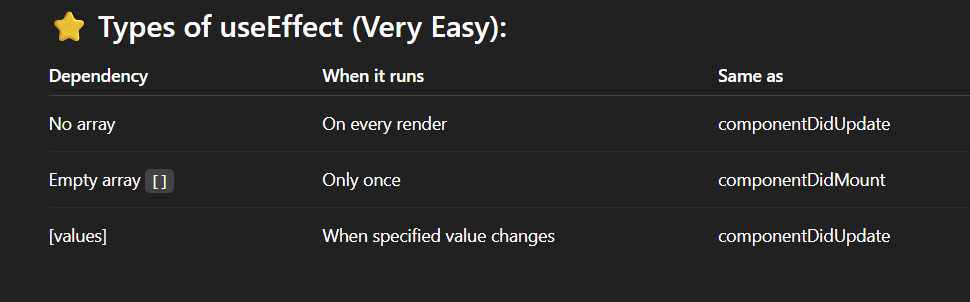 ⭐ Types of useEffect (Very Easy):
Dependency When it runs Same as
No array On every render componentDidUpdate
Empty array [] Only once componentDidMount
[values] When specified value changes componentDidUpdate